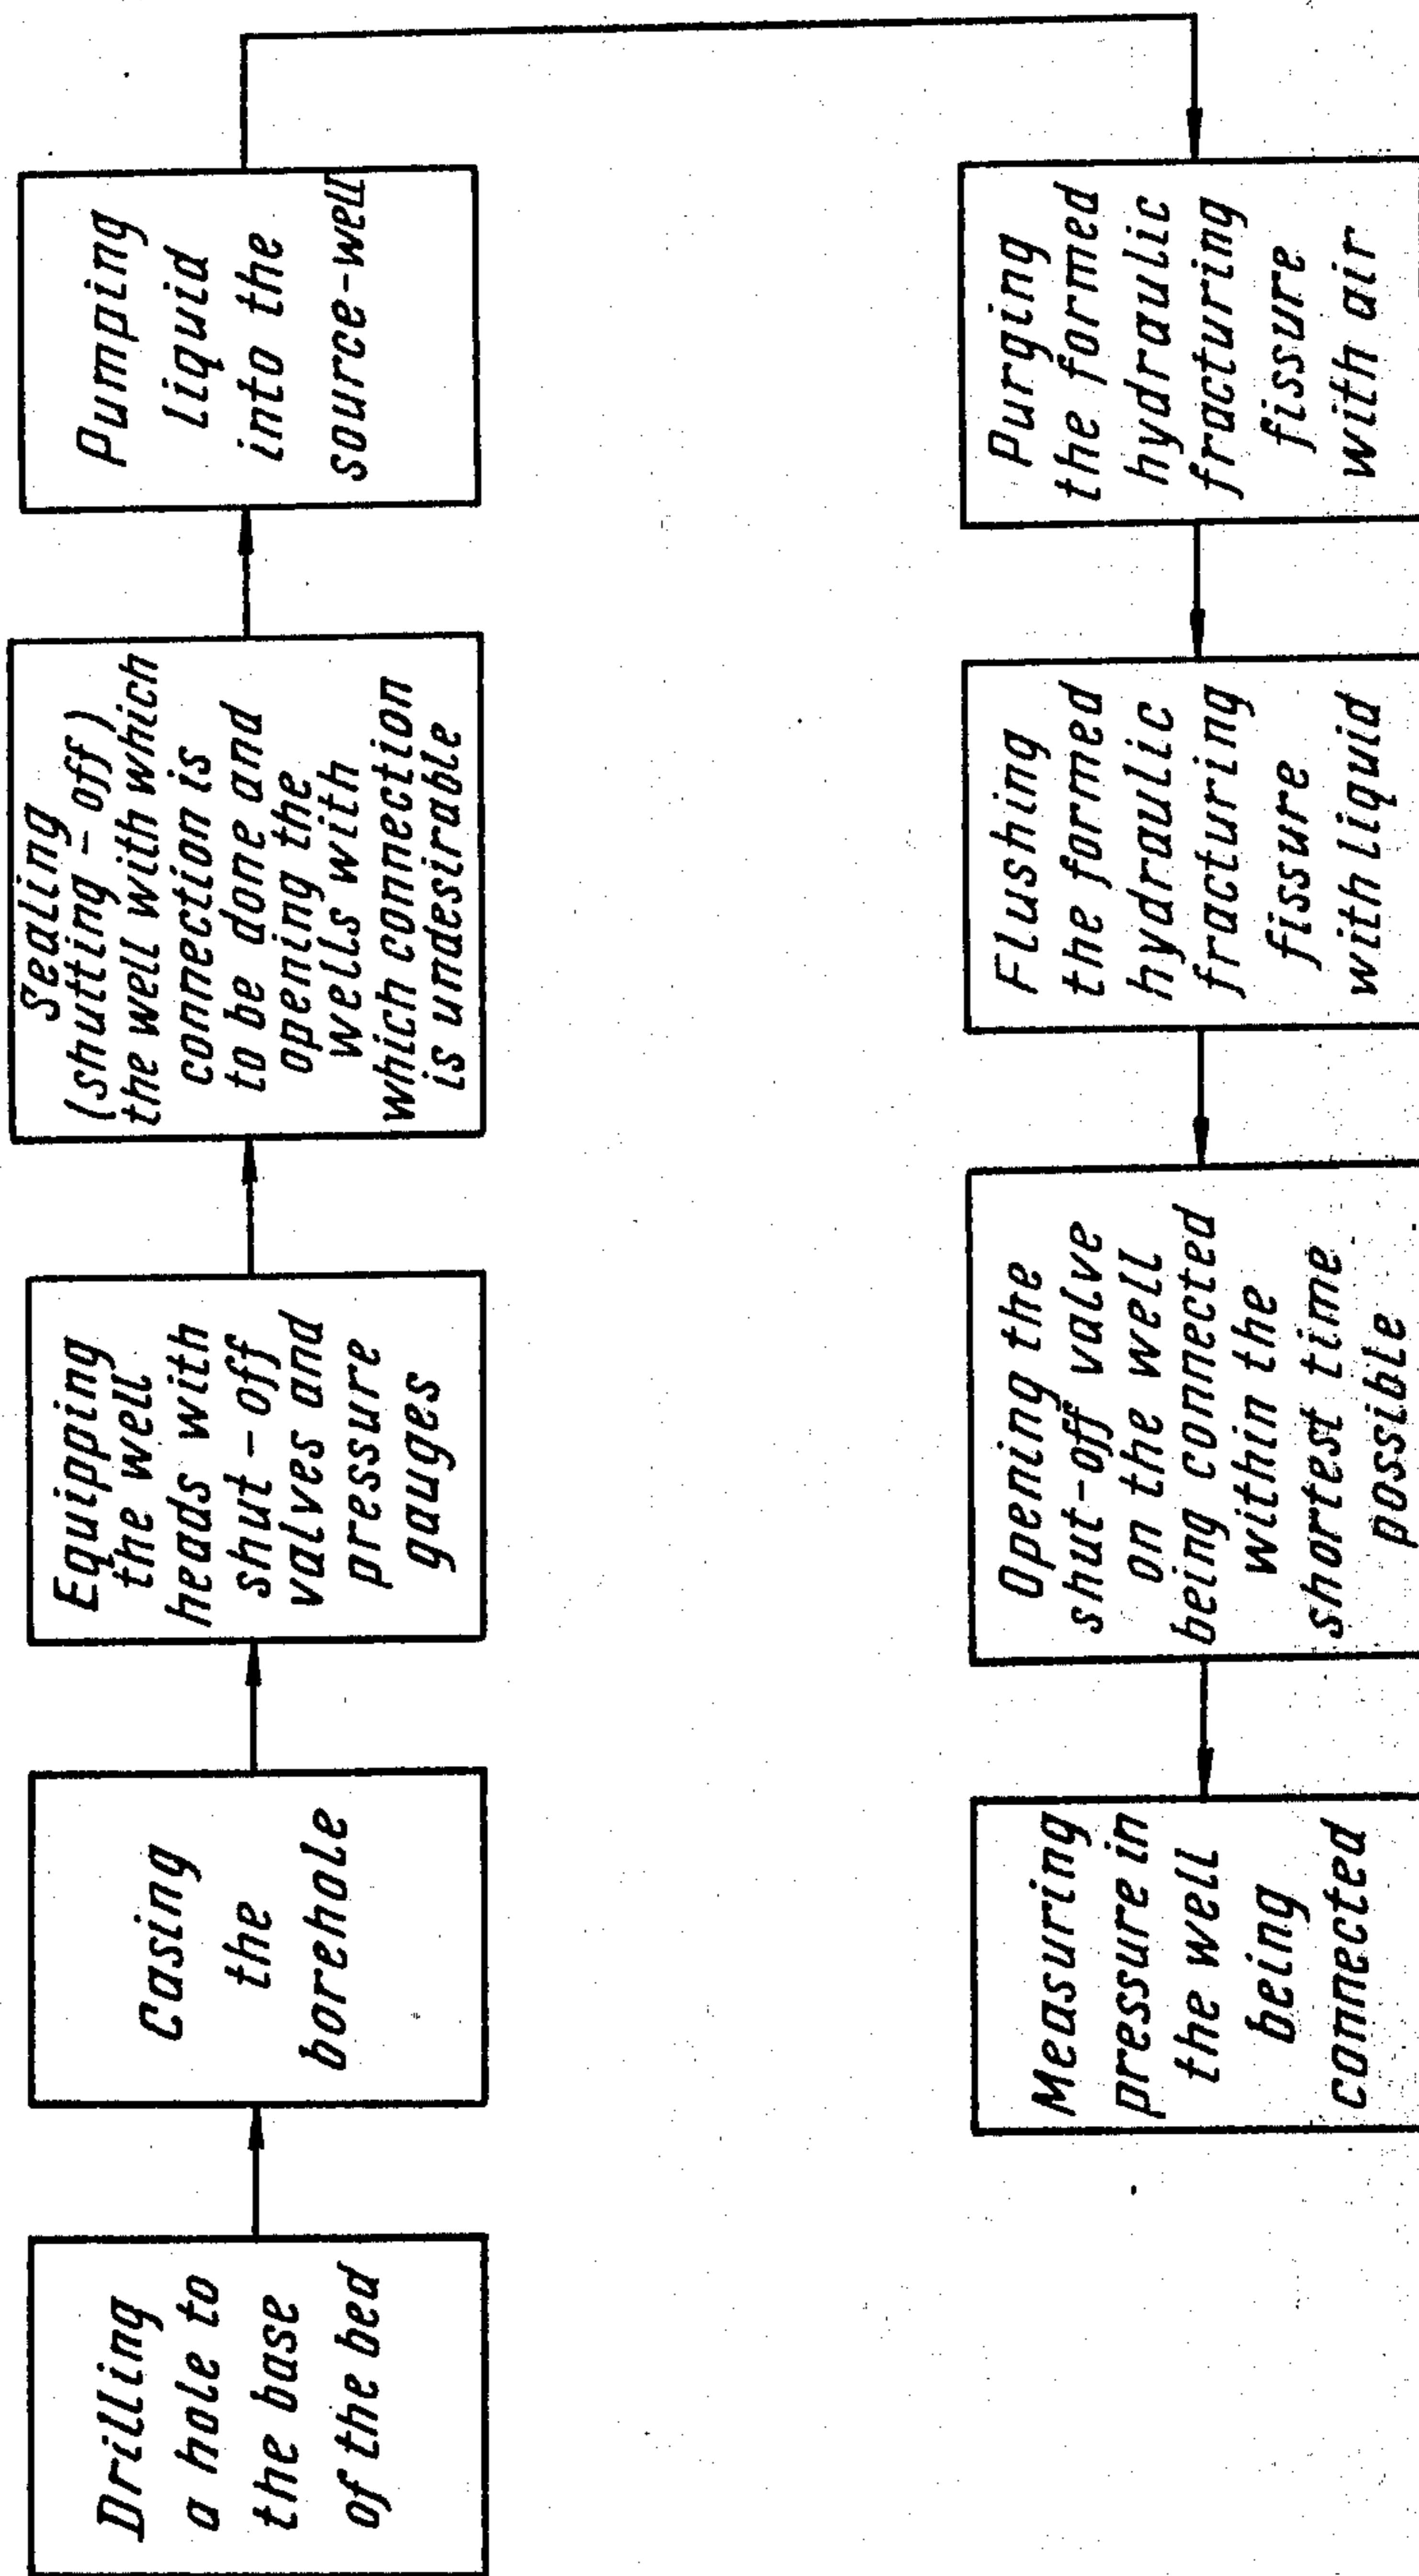 Drilling
a hole to
the base
of the bed
Casing
the
borehole
Equipping
the well
heads with
shut-off
valves and
pressure
gauges
Sealing
(shutting-off)
the well with which
connection is
to be done and
opening the
wells with
which connection
is undesirable
Pumping
liquid
into the
source-well
Purging
the formed
hydraulic
fracturing
fissure
with air
Flushing
the formed
hydraulic
fracturing
fissure
with liquid
Opening the
shut-off valve
on the well
being connected
within the
shortest time
possible
Measuring
pressure in
the well
being
connected